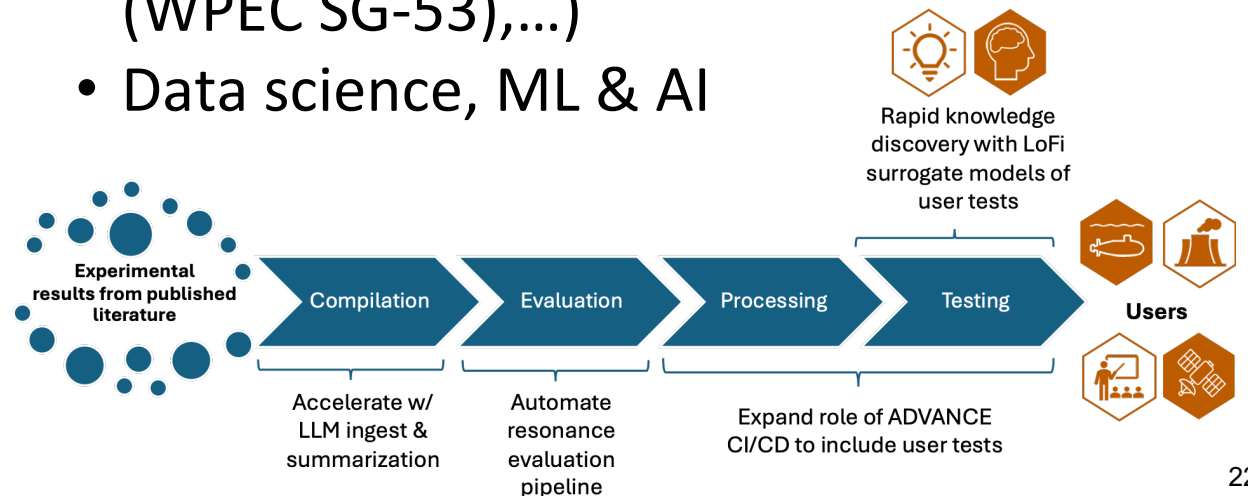 (WPEC SG-53),...)
• Data science, ML & AI
Rapid knowledge
discovery with LoFi
surrogate models of
user tests
Experimental
results from published
literature
Compilation
Evaluation
Processing
Testing
Users
Accelerate w/
LLM ingest &
summarization
Automate
resonance
evaluation
pipeline
Expand role of ADVANCE
CI/CD to include user tests
22